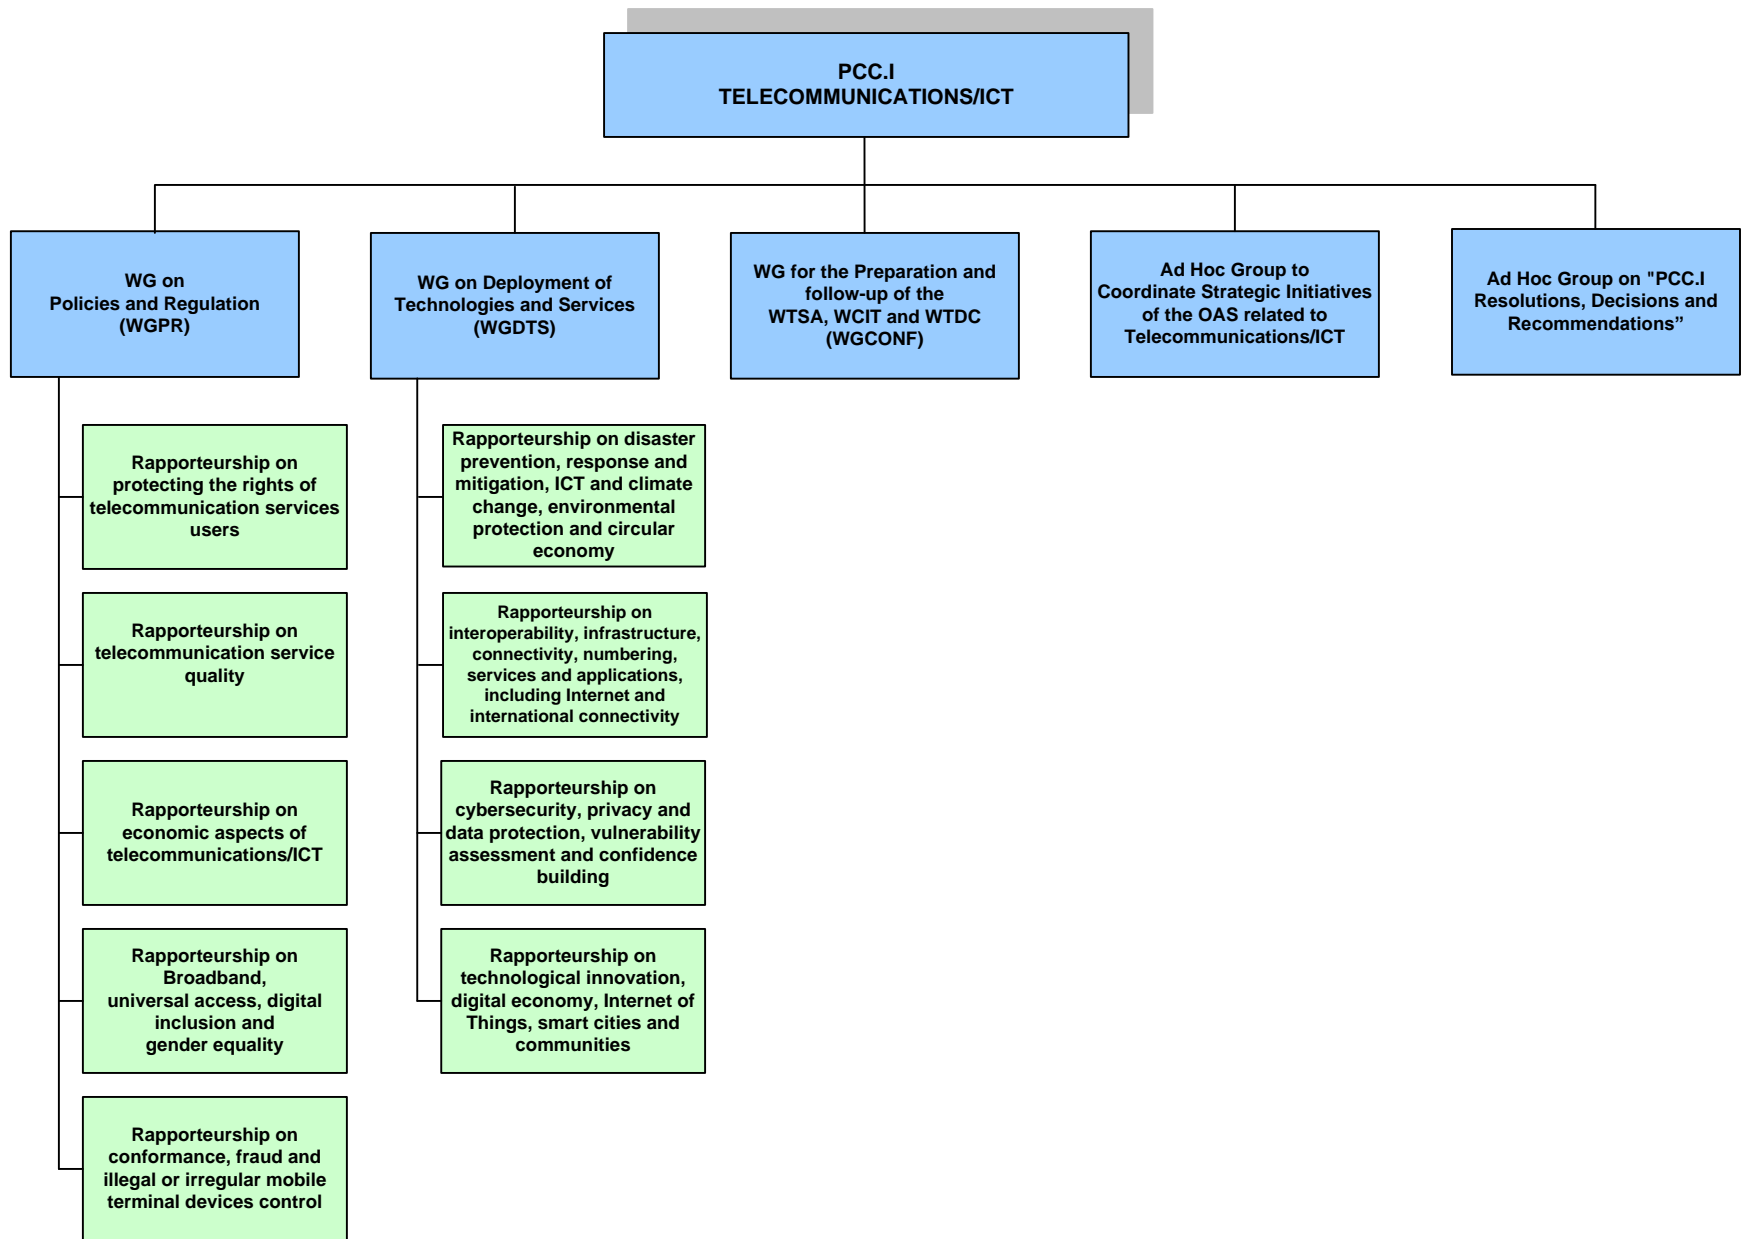 PCC.I
TELECOMMUNICATIONS/ICT
WG on
Policies and Regulation
(WGPR)
WG on Deployment of
Technologies and Services
(WGDTS)
WG for the Preparation and
follow-up of the
WTSA, WCIT and WTDC
(WGCONF)
Ad Hoc Group to
Coordinate Strategic Initiatives
of the OAS related to
Telecommunications/ICT
Ad Hoc Group on "PCC.I
Resolutions, Decisions and
Recommendations”
Rapporteurship on
protecting the rights of
telecommunication services
users
Rapporteurship on
telecommunication service
quality
Rapporteurship on
economic aspects of
telecommunications/ICT
Rapporteurship on
Broadband,
universal access, digital
inclusion and
gender equality
Rapporteurship on
conformance, fraud and
illegal or irregular mobile
terminal devices control
Rapporteurship on disaster
prevention, response and
mitigation, ICT and climate
change, environmental
protection and circular
economy
Rapporteurship on
interoperability, infrastructure,
connectivity, numbering,
services and applications,
including Internet and
international connectivity
Rapporteurship on
cybersecurity, privacy and
data protection, vulnerability
assessment and confidence
building
Rapporteurship on
technological innovation,
digital economy, Internet of
Things, smart cities and
communities